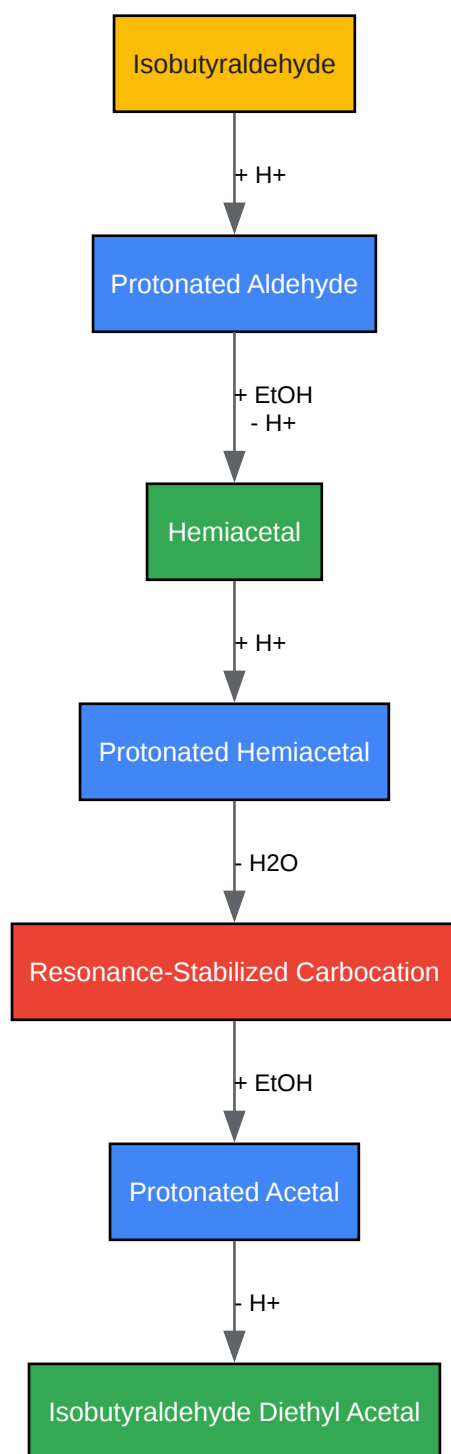 Isobutyraldehyde
+ H+
Protonated Aldehyde
+ EtOH
- H+
Hemiacetal
+ H+
Protonated Hemiacetal
- H2O
Resonance-Stabilized Carbocation
+ EtOH
Protonated Acetal
- H+
Isobutyraldehyde Diethyl Acetal